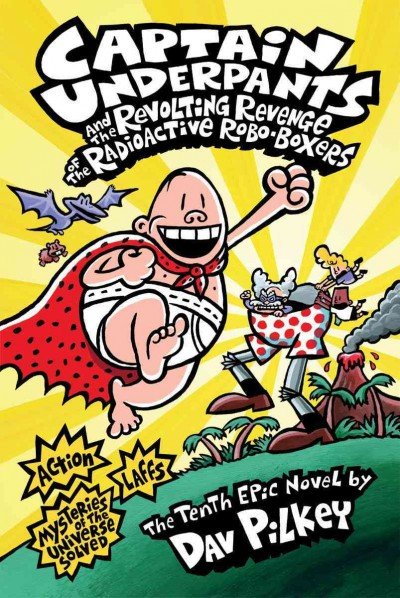 CAPTAIN
UNDERPANTS
And
The REVOLTING REVENGE
of
The RADIOACTIVE ROBO-BOXERS
Action
Laffs
Mysteries
of the
Universe
Solved
The Tenth Epic Novel by
DAV PiLKEY